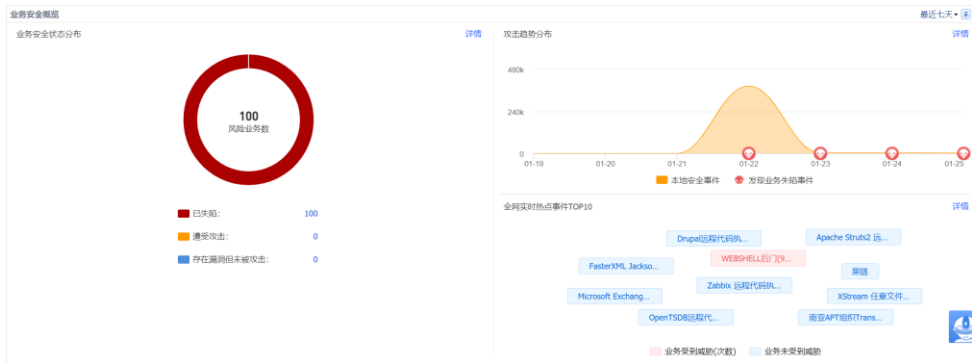 业务安全概览
最近七天
业务安全状态分布
详情
100
风险业务数
已失陷:
100
遭受攻击:
0
存在漏洞但未被攻击:
0
攻击趋势分布
详情
480k
240k
0
01-19
01-20
01-21
01-22
01-23
01-24
01-25
本地安全事件
发现业务失陷事件
全网实时热点事件TOP10
详情
Drupal远程代码执...
Apache Struts2 远...
WEBSHELL后门(9...
FasterXML Jackso...
黑链
Zabbix 远程代码执...
Microsoft Exchang...
XStream 任意文件...
OpenTSDB远程代...
南亚APT组织Trans...
业务受到威胁(次数)
业务未受到威胁